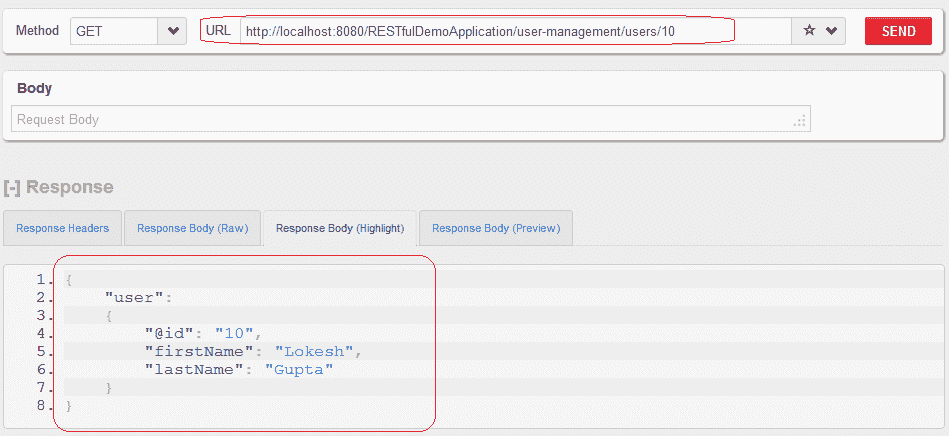 Method GET URL http://localhost:8080/RESTfulDemoApplication/user-management/users/10 SEND
Body
Request Body
[-] Response
Response Headers Response Body (Raw) Response Body (Highlight) Response Body (Preview)
1. {
2. "user":
3. {
4. "@id": "10",
5. "firstName": "Lokesh",
6. "lastName": "Gupta"
7. }
8. }